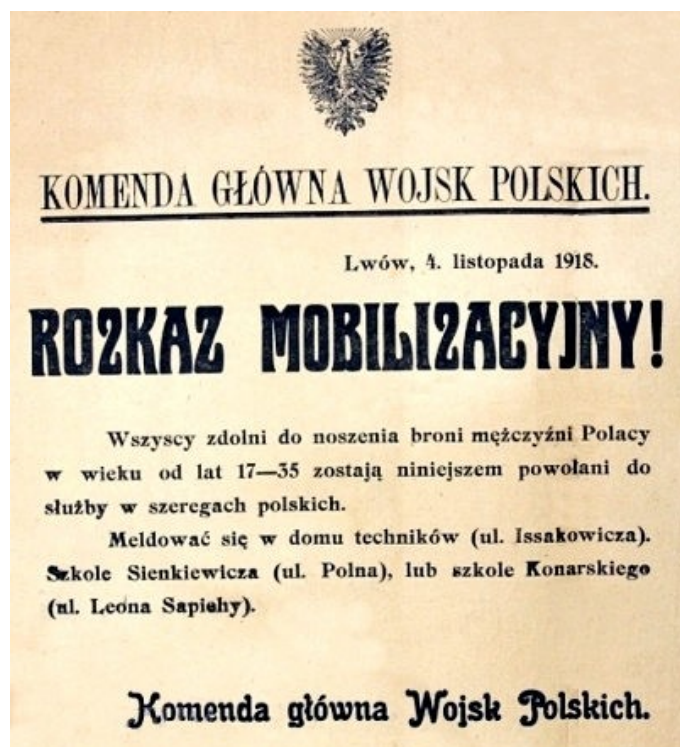 KOMENDA GŁÓWNA WOJSK POLSKICH.
Lwów, 4. listopada 1918.
ROZKAZ MOBILIZACYJNY!
Wszyscy zdolni do noszenia broni mężczyźni Polacy
w wieku od lat 17—35 zostają niniejszem powołani do
służby w szeregach polskich.
Meldować się w domu techników (ul. Issakowicza).
Szkole Sienkiewicza (ul. Polna), lub szkole Konarskiego
(ul. Leona Sapiehy).
Komenda główna Wojsk Polskich.